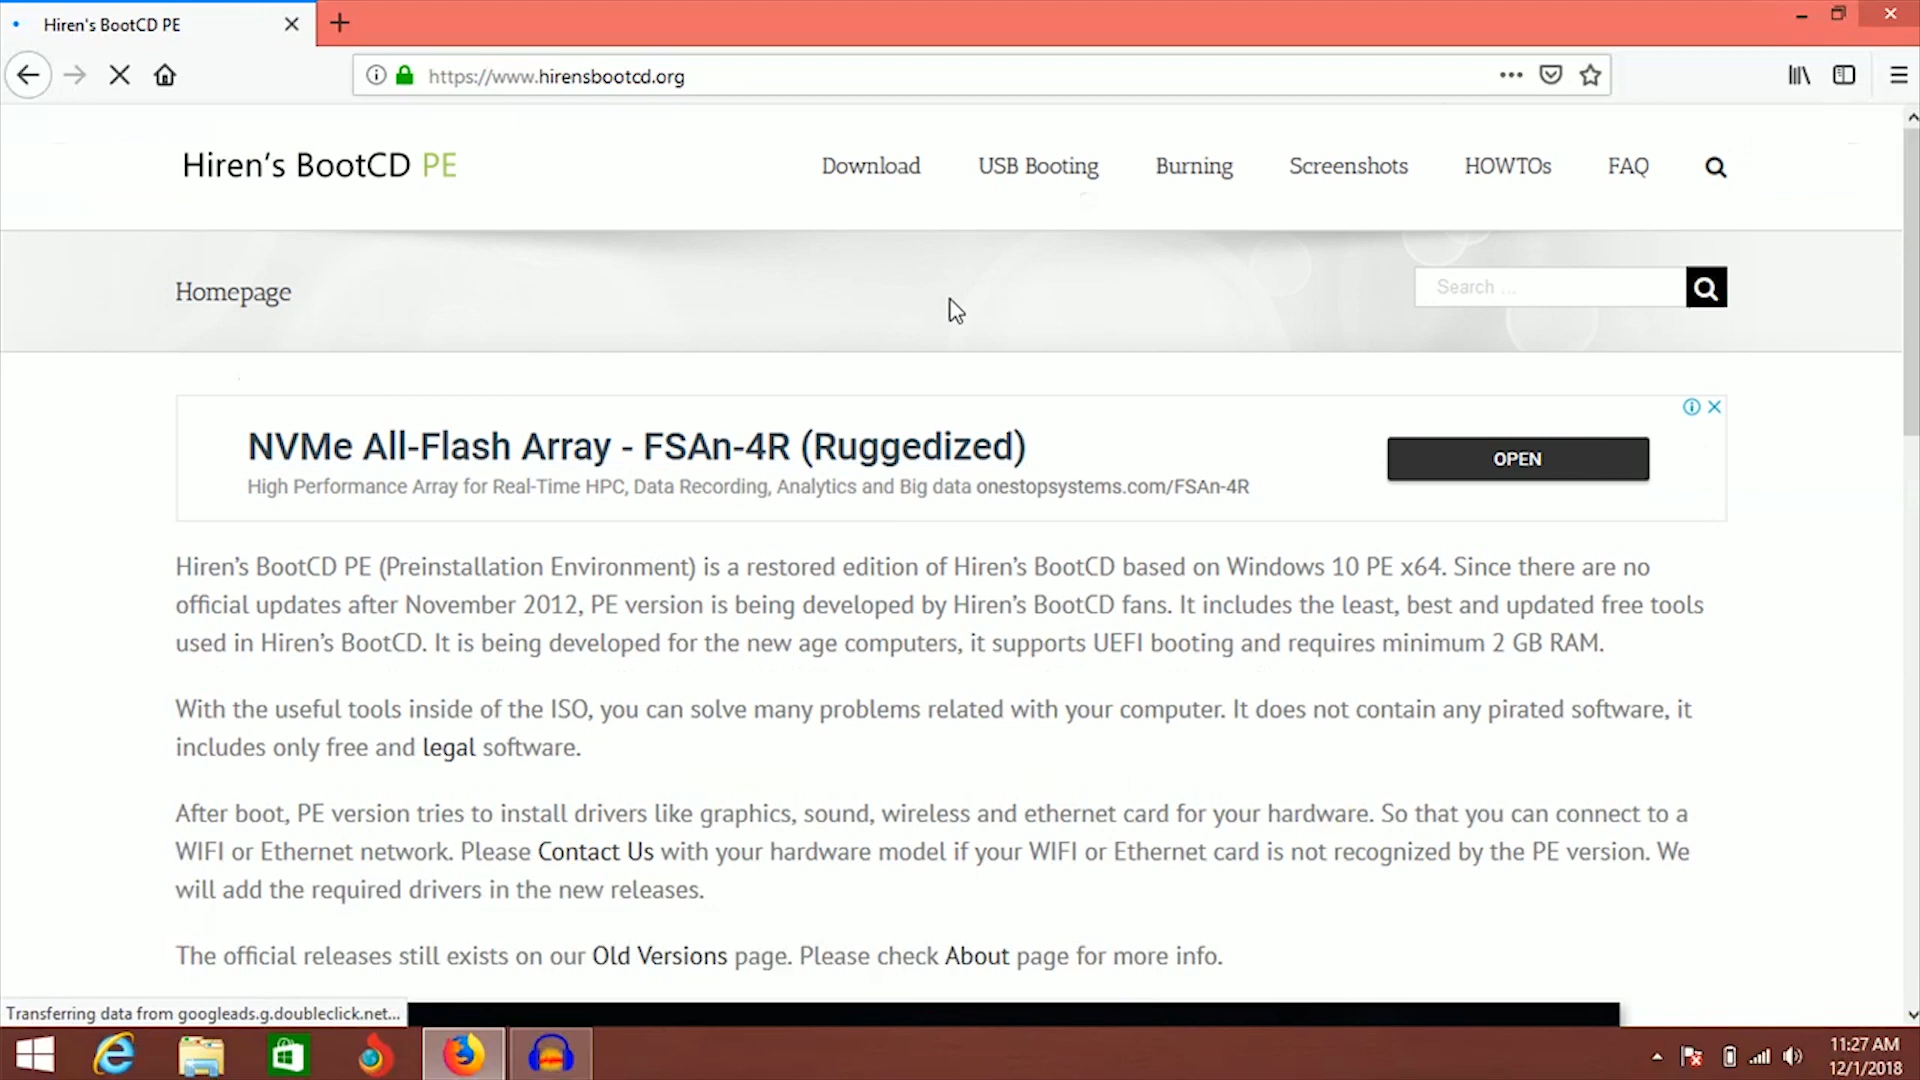 Hiren's BootCD PE
https://www.hirensbootcd.org
Hiren's BootCD PE
Download
USB Booting
Burning
Screenshots
HOWTOs
FAQ
Homepage
Search ...
NVMe All-Flash Array - FSAn-4R (Ruggedized)
High Performance Array for Real-Time HPC, Data Recording, Analytics and Big data onestopsystems.com/FSAn-4R
OPEN
Hiren's BootCD PE (Preinstallation Environment) is a restored edition of Hiren's BootCD based on Windows 10 PE x64. Since there are no
official updates after November 2012, PE version is being developed by Hiren's BootCD fans. It includes the least, best and updated free tools
used in Hiren's BootCD. It is being developed for the new age computers, it supports UEFI booting and requires minimum 2 GB RAM.
With the useful tools inside of the ISO, you can solve many problems related with your computer. It does not contain any pirated software, it
includes only free and legal software.
After boot, PE version tries to install drivers like graphics, sound, wireless and ethernet card for your hardware. So that you can connect to a
WIFI or Ethernet network. Please Contact Us with your hardware model if your WIFI or Ethernet card is not recognized by the PE version. We
will add the required drivers in the new releases.
The official releases still exists on our Old Versions page. Please check About page for more info.
Transferring data from googleads.g.doubleclick.net...
11:27 AM
12/1/2018